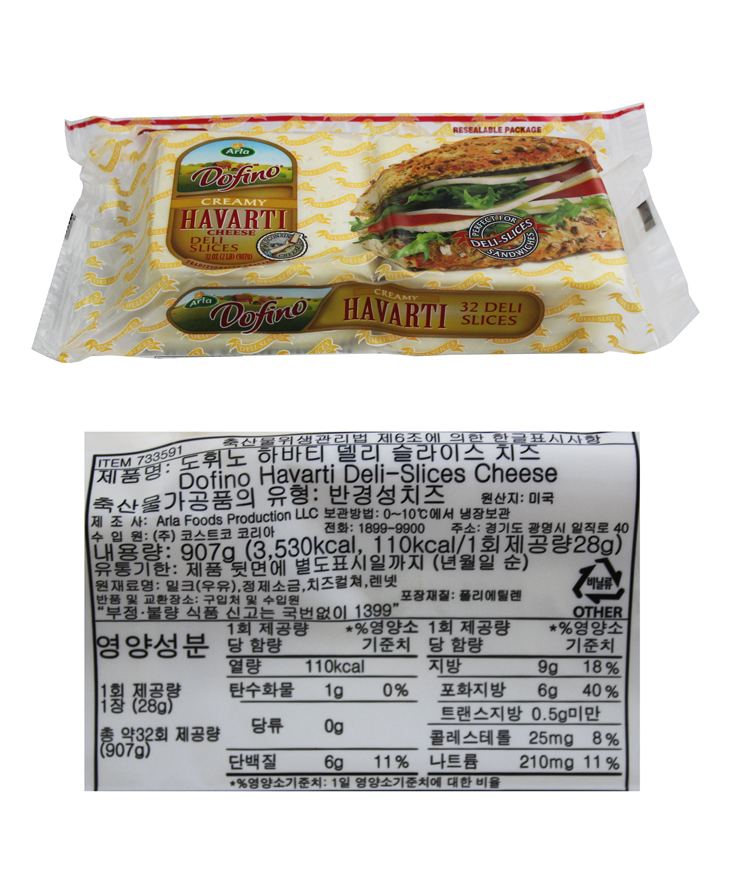 RESEALABLE PACKAGE
Arla
Dofino
CREAMY
HAVARTI
CHEESE
DELI
SLICES
32 OZ (2 LB) (907g)
PERFECT FOR
DELI-SLICES
SANDWICHES
Arla
Dofino
CREAMY
HAVARTI
32 DELI
SLICES
축산물위생관리법 제6조에 의한 한글표시사항
ITEM 733591
제품명: 도휘노 하바티 델리 슬라이스 치즈
Dofino Havarti Deli-Slices Cheese
축산물가공품의 유형: 반경성치즈 원산지: 미국
제 조 사: Arla Foods Production LLC 보관방법: 0~10℃에서 냉장보관
수 입 원: (주) 코스트코 코리아 전화: 1899-9900 주소: 경기도 광명시 일직로 40
내용량: 907g (3,530kcal, 110kcal/1회제공량28g)
유통기한: 제품 뒷면에 별도표시일까지 (년월일 순)
원재료명: 밀크(우유),정제소금,치즈컬쳐,렌넷
반품 및 교환장소: 구입처 및 수입원 포장재질: 폴리에틸렌
"부정·불량 식품 신고는 국번없이 1399"
비닐류
OTHER
영양성분
1회 제공량
1장 (28g)
총 약32회 제공량
(907g)
1회 제공량 *%영양소 1회 제공량 *%영양소
당 함량 기준치 당 함량 기준치
열량 110kcal 지방 9g 18%
탄수화물 1g 0% 포화지방 6g 40%
당류 0g 트랜스지방 0.5g미만
콜레스테롤 25mg 8%
단백질 6g 11% 나트륨 210mg 11%
*%영양소기준치: 1일 영양소기준치에 대한 비율